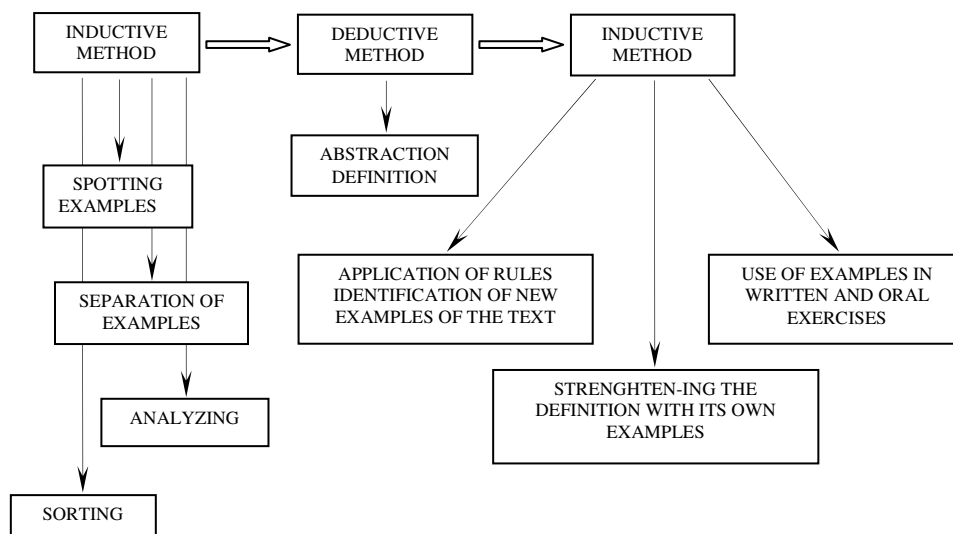 INDUCTIVE
METHOD
DEDUCTIVE
METHOD
INDUCTIVE
METHOD
SPOTTING
EXAMPLES
ABSTRACTION
DEFINITION
SEPARATION OF
EXAMPLES
APPLICATION OF RULES
IDENTIFICATION OF NEW
EXAMPLES OF THE TEXT
USE OF EXAMPLES IN
WRITTEN AND ORAL
EXERCISES
ANALYZING
STRENGHTEN-ING THE
DEFINITION WITH ITS OWN
EXAMPLES
SORTING